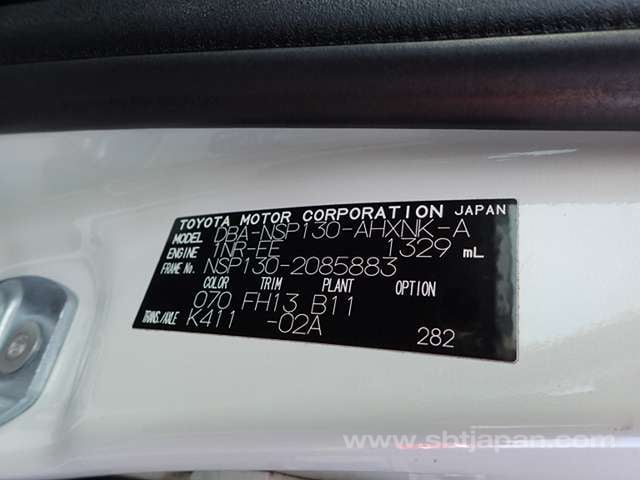 TOYOTA MOTOR CORPORATION JAPAN
MODEL DBA-NSP130-AHXNK-A
ENGINE 1NR-FE 1329 mL
FRAME No. NSP130-2085883
COLOR TRIM PLANT OPTION
070 FH13 B11
TRANS./AXLE K411 -02A
282
www.sbtjapan.com